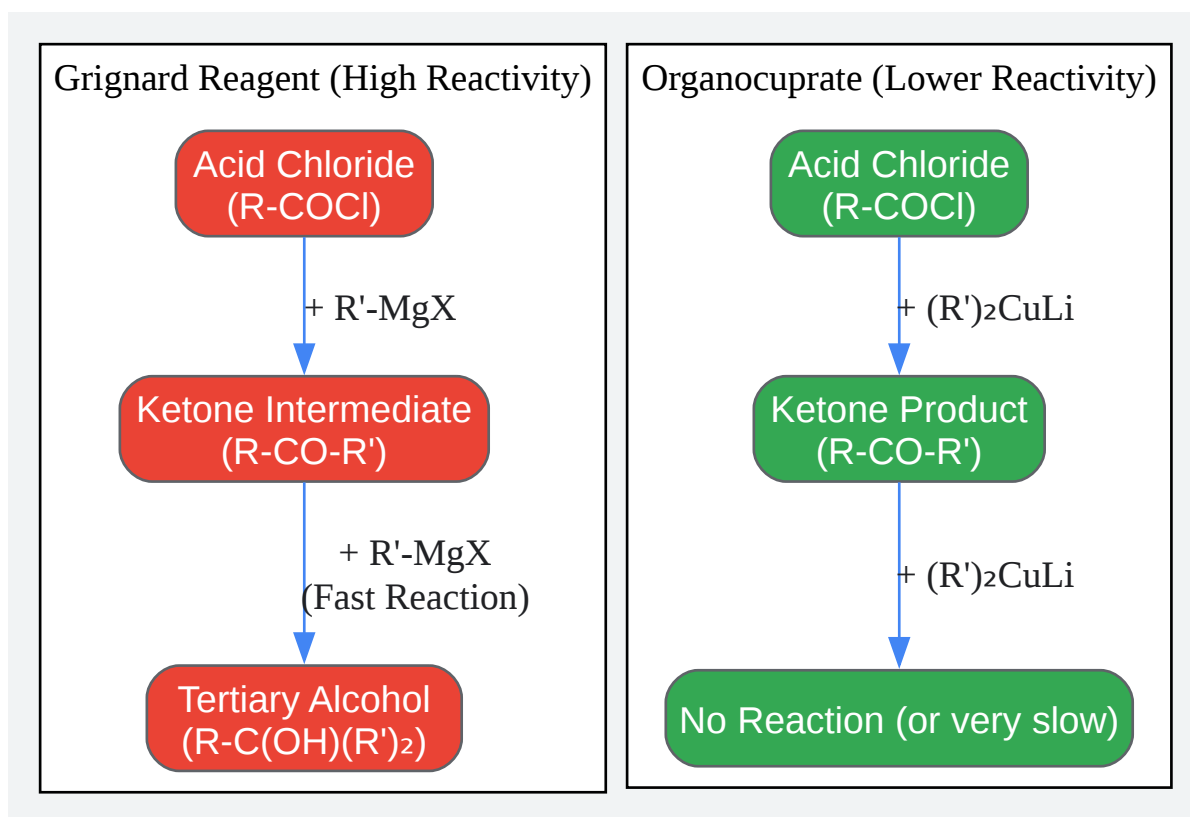 Grignard Reagent (High Reactivity)
Acid Chloride
(R-COCl)
+ R'-MgX
Ketone Intermediate
(R-CO-R')
+ R'-MgX
(Fast Reaction)
Tertiary Alcohol
(R-C(OH)(R')₂)
Organocuprate (Lower Reactivity)
Acid Chloride
(R-COCl)
+ (R')₂CuLi
Ketone Product
(R-CO-R')
+ (R')₂CuLi
No Reaction (or very slow)